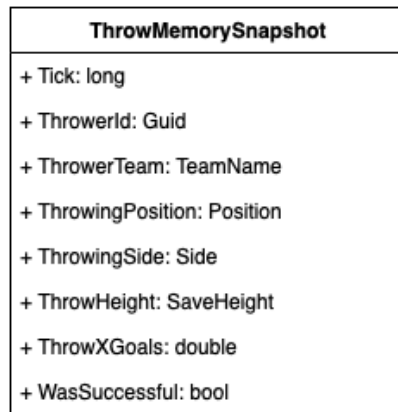 ThrowMemorySnapshot
+ Tick: long
+ ThrowerId: Guid
+ ThrowerTeam: TeamName
+ ThrowingPosition: Position
+ ThrowingSide: Side
+ ThrowHeight: SaveHeight
+ ThrowXGoals: double
+ WasSuccessful: bool